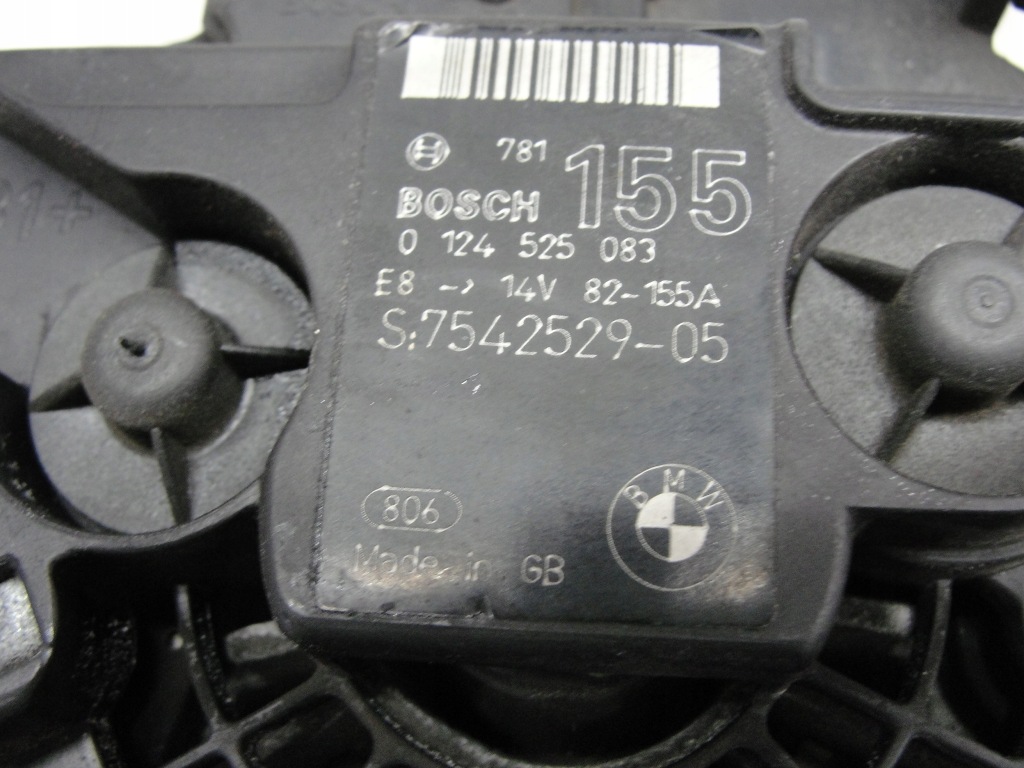 781
155
BOSCH
0 124 525 083
E8 -> 14V 82-155A
S:7542529-05
806
BMW
Made in GB